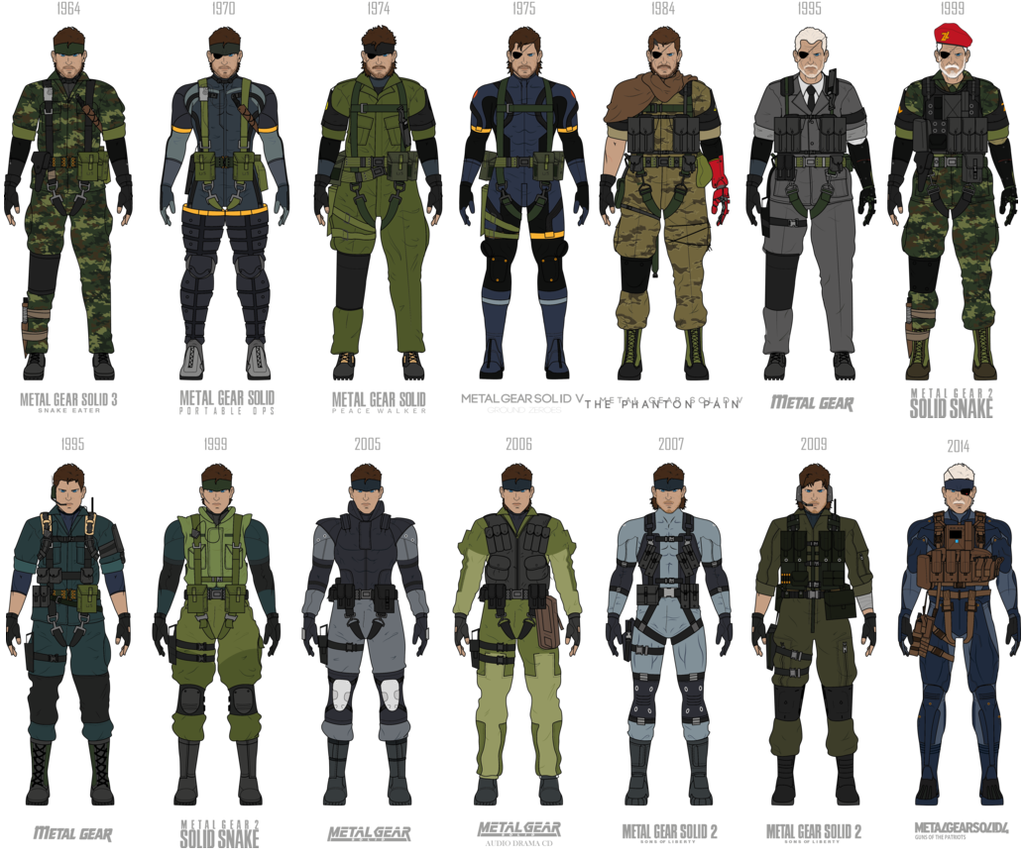 1964
1970
1974
1975
1984
1995
1999
METAL GEAR SOLID 3
SNAKE EATER
METAL GEAR SOLID
PORTABLE OPS
METAL GEAR SOLID
PEACE WALKER
METAL GEAR SOLID V
GROUND ZEROES
METAL GEAR SOLID V
THE PHANTON PAIN
METAL GEAR
METAL GEAR 2
SOLID SNAKE
1995
1999
2005
2006
2007
2009
2014
METAL GEAR
METAL GEAR 2
SOLID SNAKE
METAL GEAR
METAL GEAR
AUDIO DRAMA CD
METAL GEAR SOLID 2
SONS OF LIBERTY
METAL GEAR SOLID 2
SONS OF LIBERTY
METAL GEAR SOLID 4
GUNS OF THE PATRIOTS